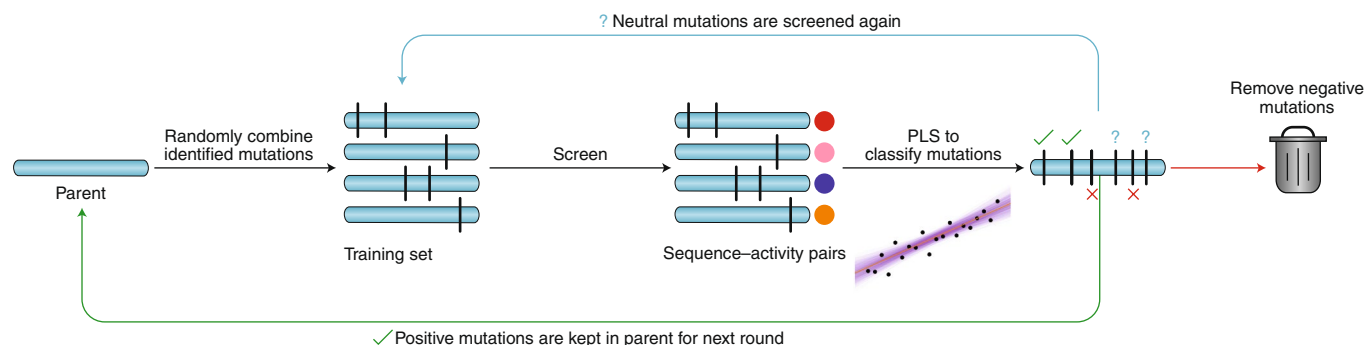 ? Neutral mutations are screened again
Remove negative
mutations
Randomly combine
identified mutations
Screen
PLS to
classify mutations
? ?
Parent
Training set
Sequence–activity pairs
Positive mutations are kept in parent for next round